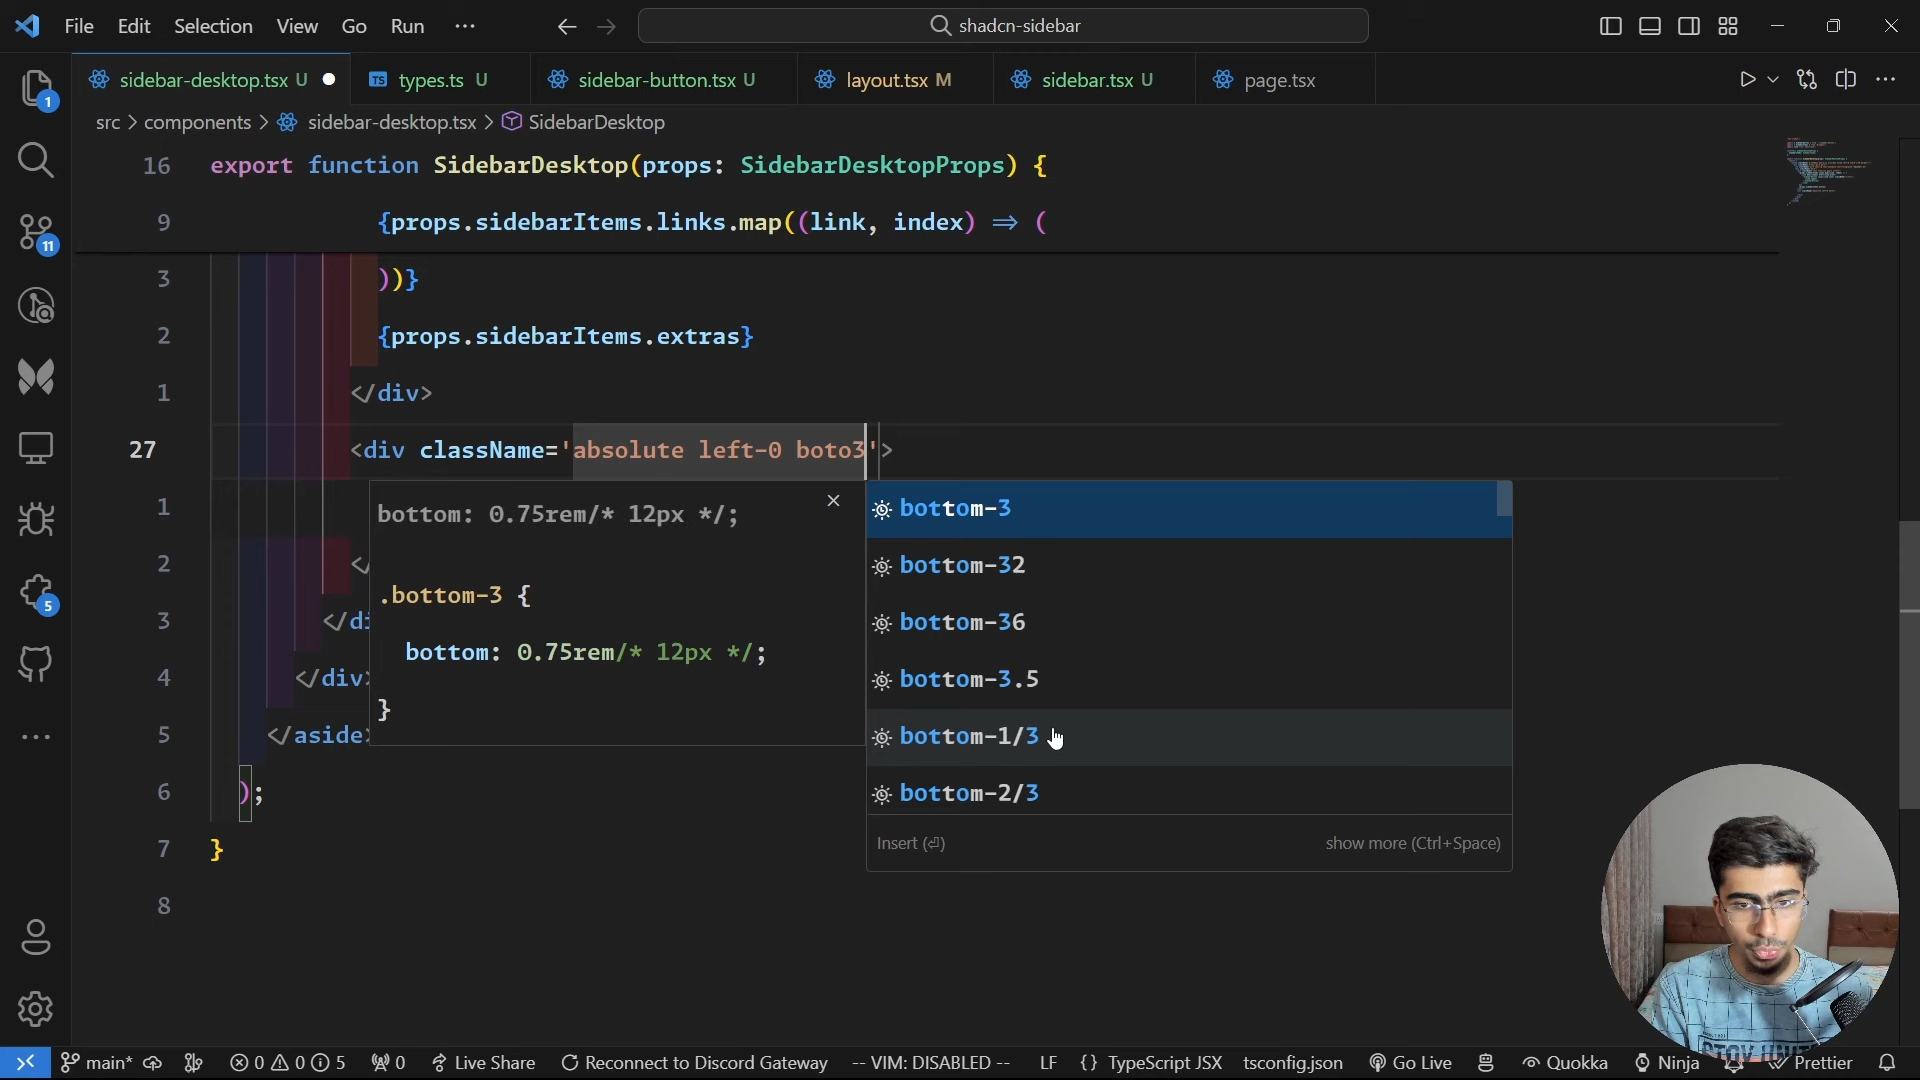 File Edit Selection View Go Run ···
shadcn-sidebar
sidebar-desktop.tsx U
types.ts U
sidebar-button.tsx U
layout.tsx M
sidebar.tsx U
page.tsx
src > components > sidebar-desktop.tsx > SidebarDesktop
16 export function SidebarDesktop(props: SidebarDesktopProps) {
9 {props.sidebarItems.links.map((link, index) ⇒ (
3 ))}
2 {props.sidebarItems.extras}
1 </div>
27 <div className='absolute left-0 boto3'>
1
2 </
3 </di
4 </div>
5 </aside>
6 );
7 }
8
bottom: 0.75rem/* 12px */;
.bottom-3 {
bottom: 0.75rem/* 12px */;
}
bottom-3
bottom-32
bottom-36
bottom-3.5
bottom-1/3
bottom-2/3
Insert (⏎) show more (Ctrl+Space)
1
11
5
main* 0 0 5 0 Live Share Reconnect to Discord Gateway -- VIM: DISABLED -- LF {} TypeScript JSX tsconfig.json Go Live Quokka Ninja Prettier